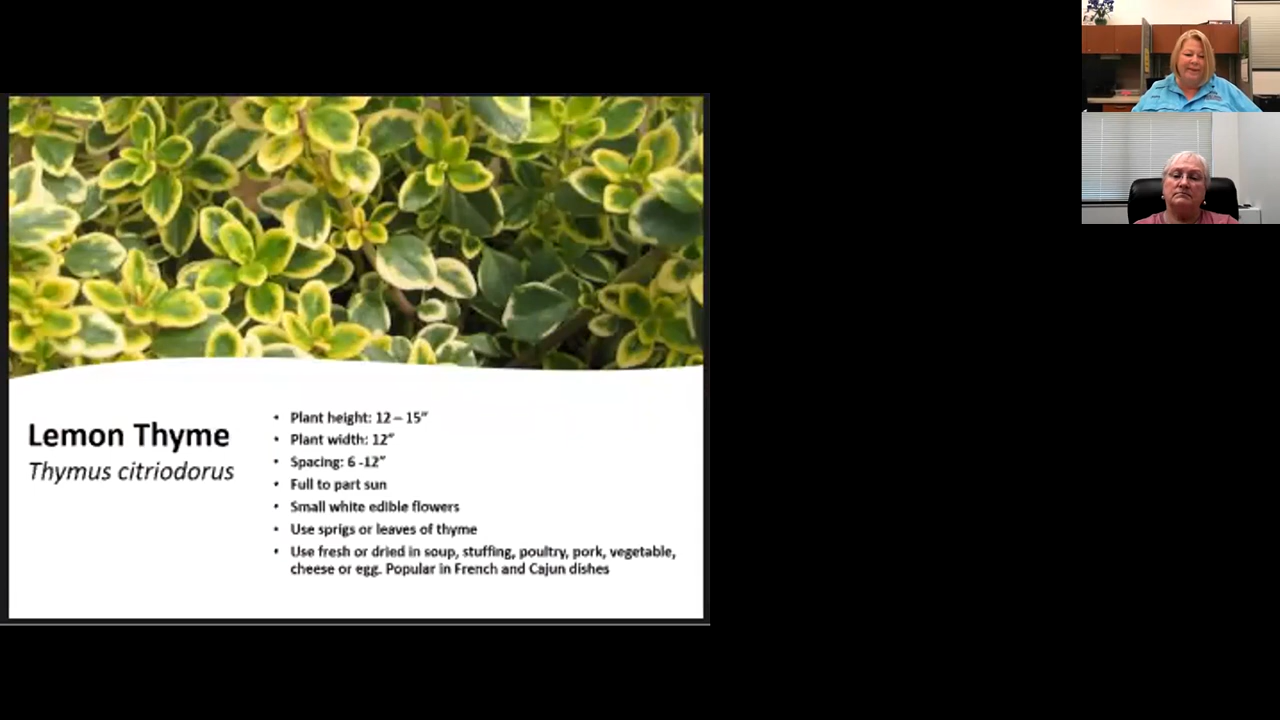 Lemon Thyme
Thymus citriodorus
• Plant height: 12 – 15”
• Plant width: 12”
• Spacing: 6 -12”
• Full to part sun
• Small white edible flowers
• Use sprigs or leaves of thyme
• Use fresh or dried in soup, stuffing, poultry, pork, vegetable,
cheese or egg. Popular in French and Cajun dishes